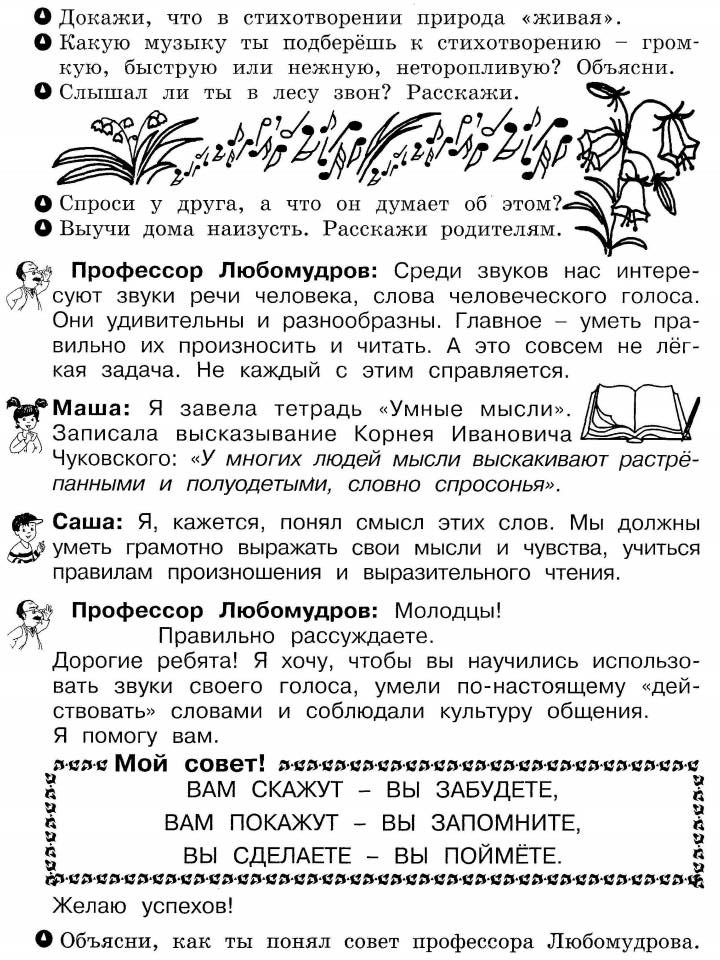 Докажи, что в стихотворении природа «живая».
Какую музыку ты подберёшь к стихотворению – гром-
кую, быструю или нежную, неторопливую? Объясни.
Слышал ли ты в лесу звон? Расскажи.
Спроси у друга, а что он думает об этом?
Выучи дома наизусть. Расскажи родителям.
Профессор Любомудров: Среди звуков нас интере-
суют звуки речи человека, слова человеческого голоса.
Они удивительны и разнообразны. Главное – уметь пра-
вильно их произносить и читать. А это совсем не лёг-
кая задача. Не каждый с этим справляется.
Маша: Я завела тетрадь «Умные мысли».
Записала высказывание Корнея Ивановича
Чуковского: «У многих людей мысли выскакивают растрё-
панными и полуодетыми, словно спросонья».
Саша: Я, кажется, понял смысл этих слов. Мы должны
уметь грамотно выражать свои мысли и чувства, учиться
правилам произношения и выразительного чтения.
Профессор Любомудров: Молодцы!
Правильно рассуждаете.
Дорогие ребята! Я хочу, чтобы вы научились использо-
вать звуки своего голоса, умели по-настоящему «дей-
ствовать» словами и соблюдали культуру общения.
Я помогу вам.
Мой совет!
ВАМ СКАЖУТ – ВЫ ЗАБУДЕТЕ,
ВАМ ПОКАЖУТ – ВЫ ЗАПОМНИТЕ,
ВЫ СДЕЛАЕТЕ – ВЫ ПОЙМЁТЕ.
Желаю успехов!
Объясни, как ты понял совет профессора Любомудрова.